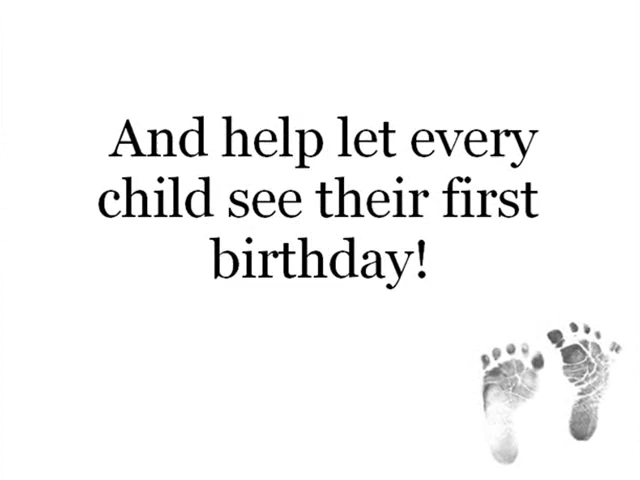 And help let every
child see their first
birthday!